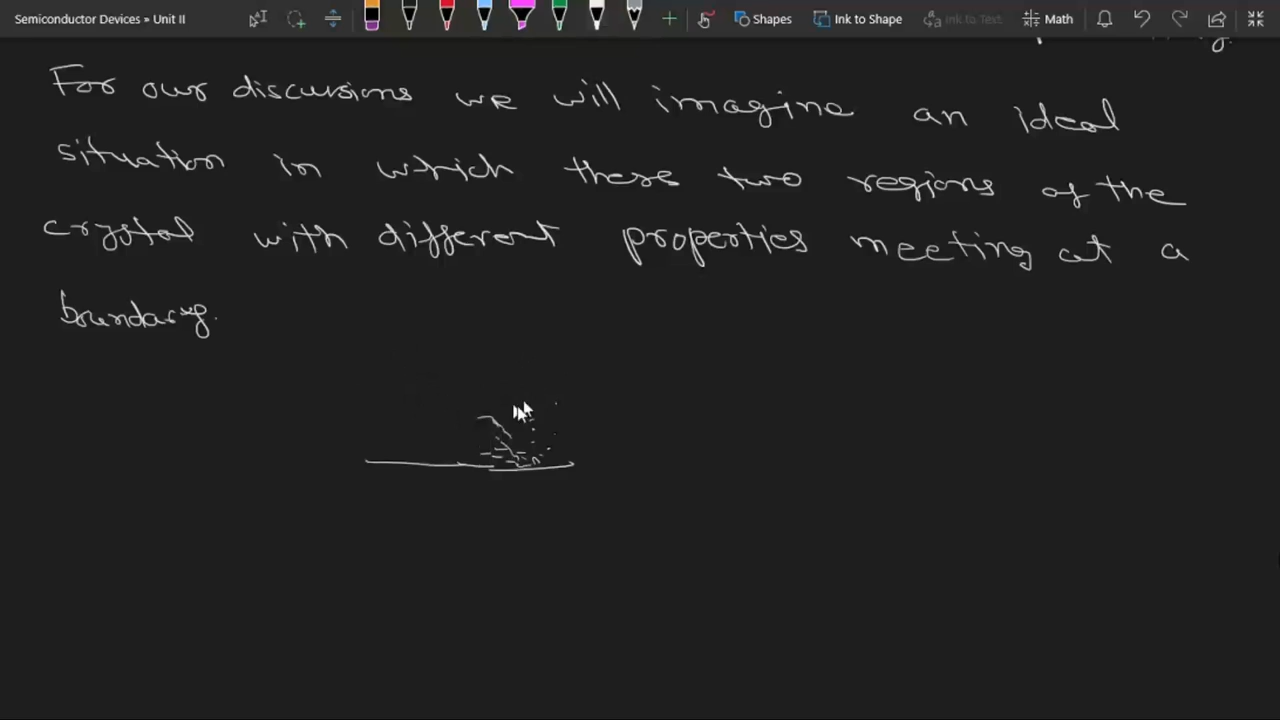 Semiconductor Devices » Unit II
Shapes
Ink to Shape
Ink to Text
Math
For our discussions we will imagine an ideal
situation in which these two regions of the
crystal with different properties meeting at a
boundary.